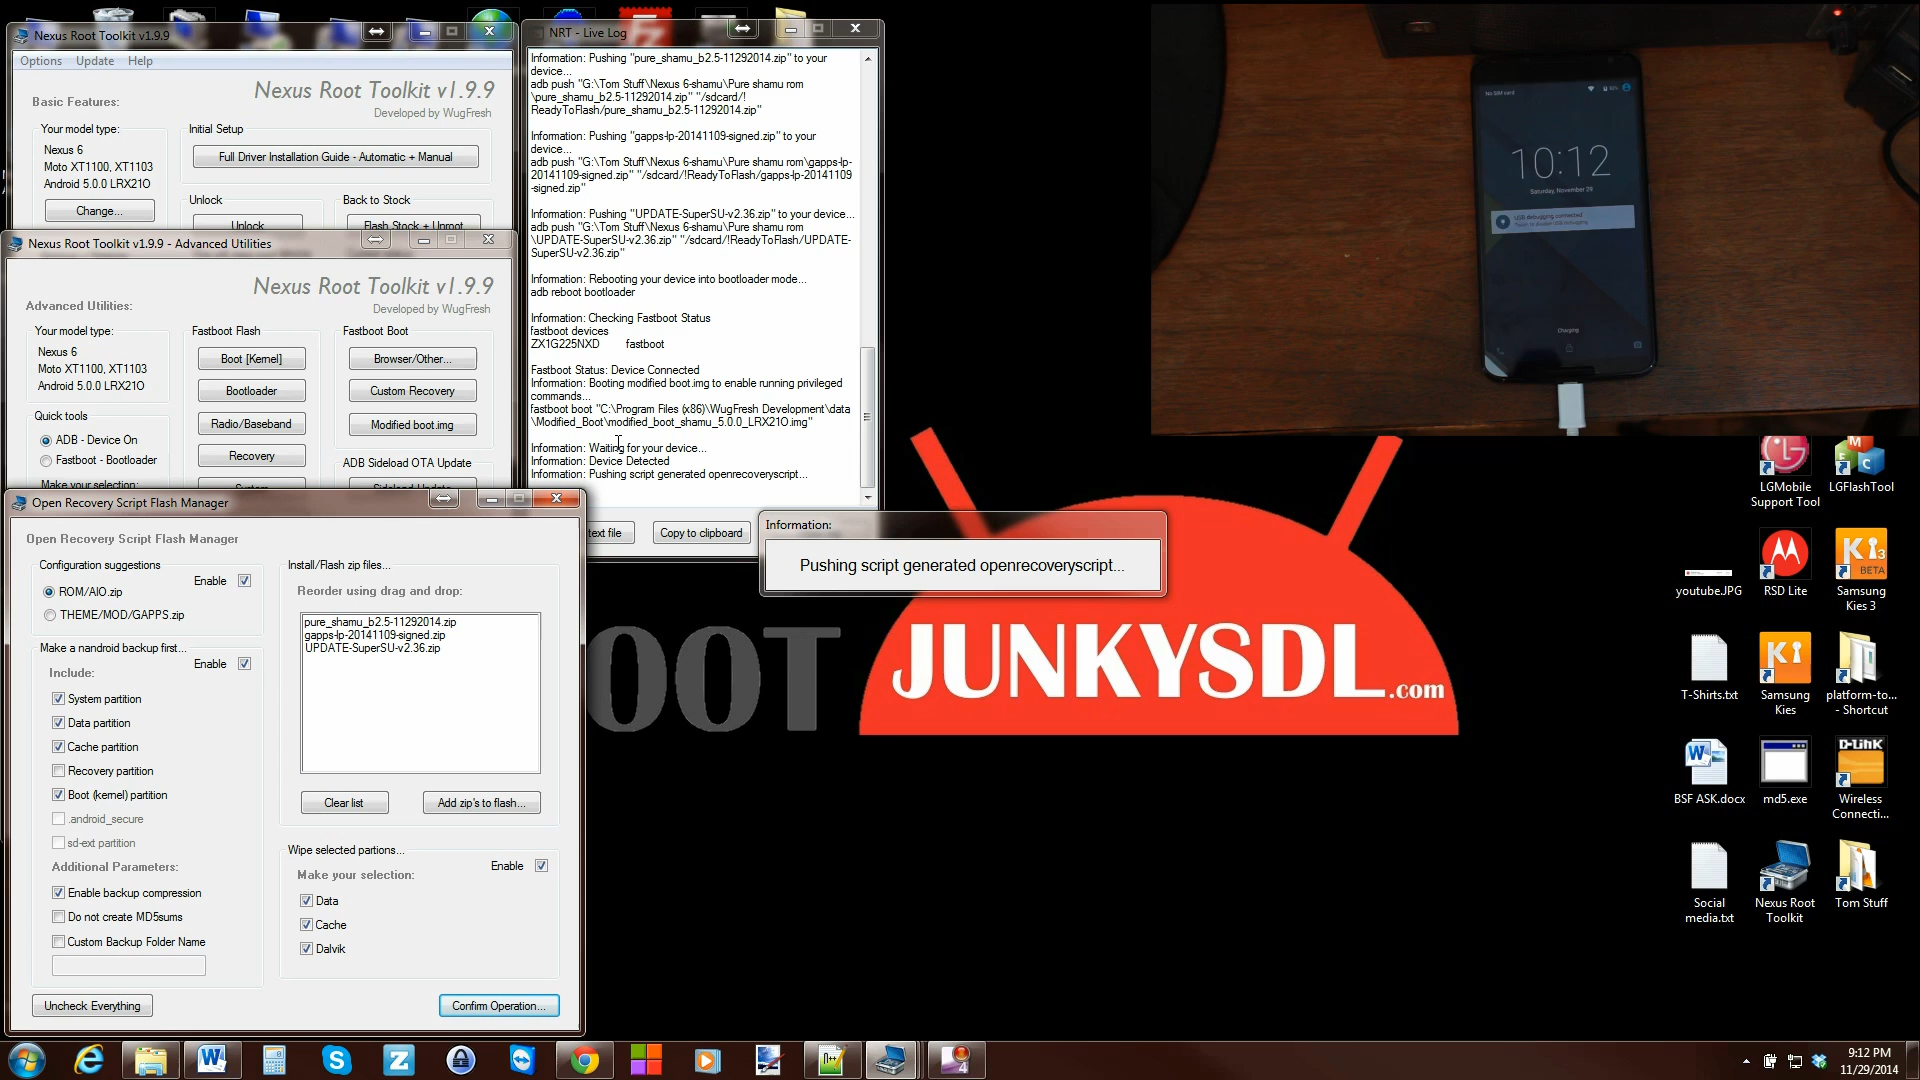 Nexus Root Toolkit v1.9.9
Options Update Help
Nexus Root Toolkit v1.9.9
Developed by WugFresh
Basic Features:
Your model type:
Nexus 6
Moto XT1100, XT1103
Android 5.0.0 LRX21O
Change...
Initial Setup
Full Driver Installation Guide - Automatic + Manual
Unlock
Unlock
Back to Stock
Flash Stock + Unroot
Nexus Root Toolkit v1.9.9 - Advanced Utilities
Nexus Root Toolkit v1.9.9
Developed by WugFresh
Advanced Utilities:
Your model type:
Nexus 6
Moto XT1100, XT1103
Android 5.0.0 LRX21O
Quick tools
ADB - Device On
Fastboot - Bootloader
Make your selection:
Fastboot Flash
Boot [Kernel]
Bootloader
Radio/Baseband
Recovery
Fastboot Boot
Browser/Other...
Custom Recovery
Modified boot.img
ADB Sideload OTA Update
NRT - Live Log
Information: Pushing "pure_shamu_b2.5-11292014.zip" to your
device...
adb push "G:\Tom Stuff\Nexus 6-shamu\Pure shamu rom
\pure_shamu_b2.5-11292014.zip" "/sdcard/!
ReadyToFlash/pure_shamu_b2.5-11292014.zip"
Information: Pushing "gapps-lp-20141109-signed.zip" to your
device...
adb push "G:\Tom Stuff\Nexus 6-shamu\Pure shamu rom\gapps-lp-
20141109-signed.zip" "/sdcard/!ReadyToFlash/gapps-lp-20141109
-signed.zip"
Information: Pushing "UPDATE-SuperSU-v2.36.zip" to your device...
adb push "G:\Tom Stuff\Nexus 6-shamu\Pure shamu rom
\UPDATE-SuperSU-v2.36.zip" "/sdcard/!ReadyToFlash/UPDATE-
SuperSU-v2.36.zip"
Information: Rebooting your device into bootloader mode...
adb reboot bootloader
Information: Checking Fastboot Status
fastboot devices
ZX1G225NXD fastboot
Fastboot Status: Device Connected
Information: Booting modified boot.img to enable running privileged
commands...
fastboot boot "C:\Program Files (x86)\WugFresh Development\data
\Modified_Boot\modified_boot_shamu_5.0.0_LRX21O.img"
Information: Waiting for your device...
Information: Device Detected
Information: Pushing script generated openrecoveryscript...
text file
Copy to clipboard
Information:
Pushing script generated openrecoveryscript...
Open Recovery Script Flash Manager
Open Recovery Script Flash Manager
Configuration suggestions
Enable
ROM/AIO.zip
THEME/MOD/GAPPS.zip
Make a nandroid backup first...
Enable
Include:
System partition
Data partition
Cache partition
Recovery partition
Boot (kernel) partition
.android_secure
sd-ext partition
Additional Parameters:
Enable backup compression
Do not create MD5sums
Custom Backup Folder Name
Uncheck Everything
Install/Flash zip files...
Reorder using drag and drop:
pure_shamu_b2.5-11292014.zip
gapps-lp-20141109-signed.zip
UPDATE-SuperSU-v2.36.zip
Clear list
Add zip's to flash...
Wipe selected partions...
Enable
Make your selection:
Data
Cache
Dalvik
Confirm Operation...
No SIM card
10:12
Saturday, November 29
USB debugging connected
Charging
OOT
JUNKYSDL.com
LGMobile
Support Tool
LGFlashTool
youtube.JPG
RSD Lite
Samsung
Kies 3
T-Shirts.txt
Samsung
Kies
platform-to...
- Shortcut
BSF ASK.docx
md5.exe
D-Link
Wireless
Connecti...
Social
media.txt
Nexus Root
Toolkit
Tom Stuff
9:12 PM
11/29/2014